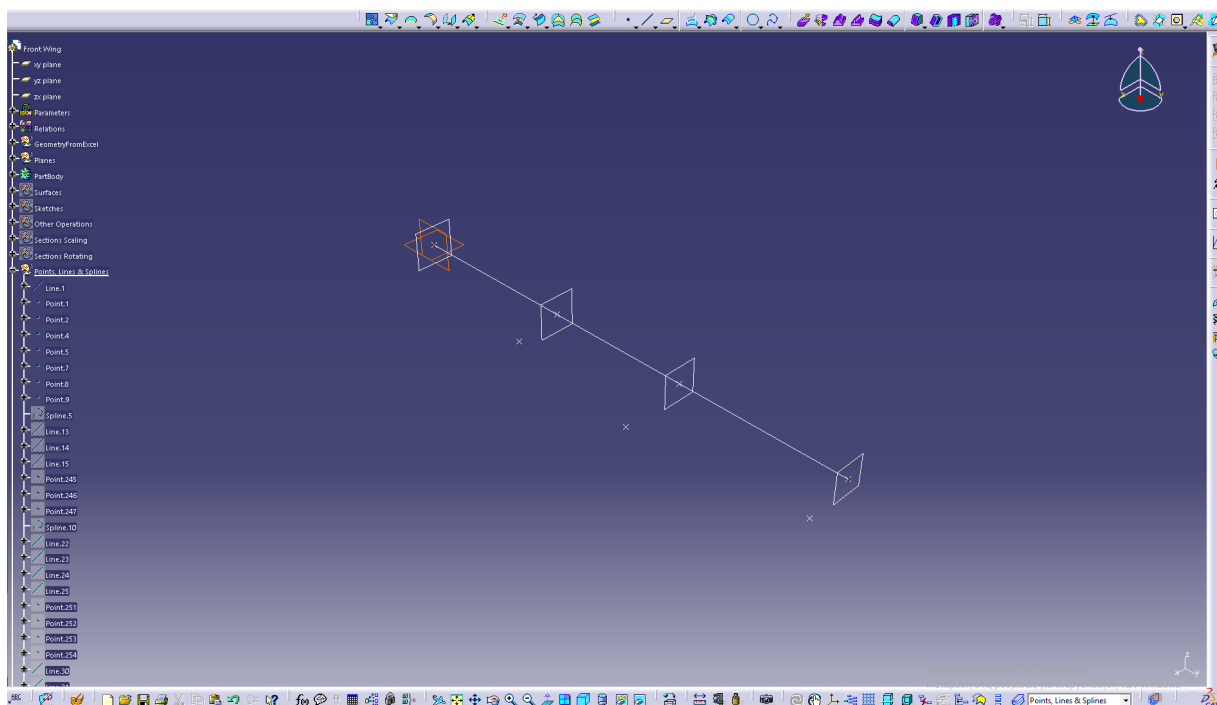 Front Wing
xy plane
yz plane
zx plane
Parameters
Relations
GeometryFromExcel
Planes
PartBody
Surfaces
Sketches
Other Operations
Sections Scaling
Sections Rotating
Points, Lines & Splines
Line.1
Point.1
Point.2
Point.4
Point.5
Point.7
Point.8
Point.9
Spline.5
Line.13
Line.14
Line.15
Point.245
Point.246
Point.247
Spline.10
Line.22
Line.23
Line.24
Line.25
Point.251
Point.252
Point.253
Point.254
Line.30
z
x y
Points, Lines & Splines